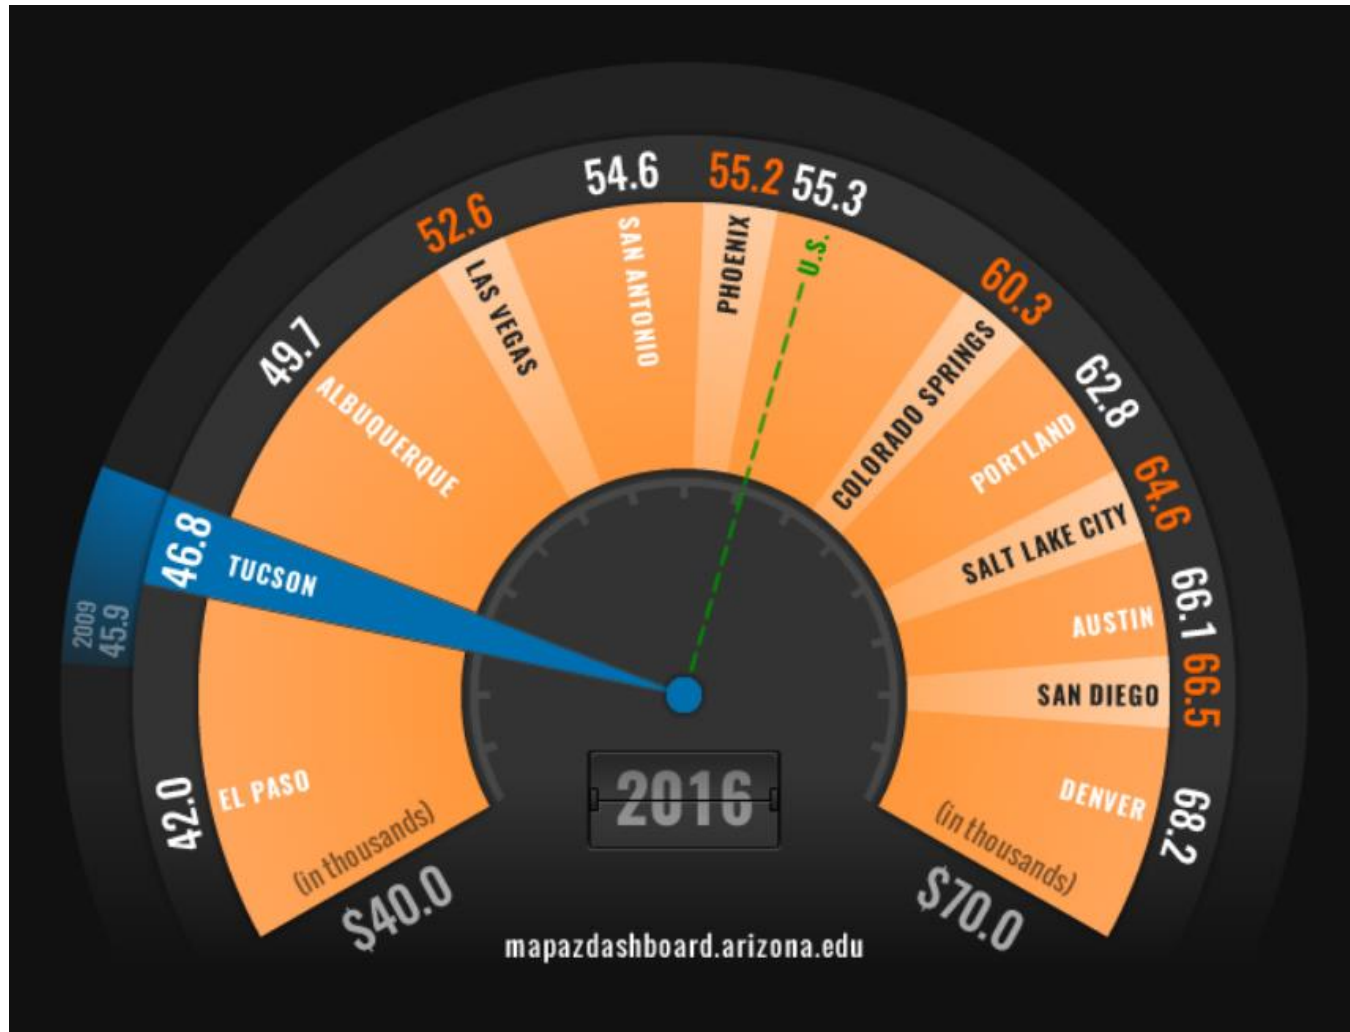 42.0
EL PASO
2009
45.9
46.8
TUCSON
49.7
ALBUQUERQUE
52.6
LAS VEGAS
54.6
SAN ANTONIO
55.2
PHOENIX
55.3
U.S.
60.3
COLORADO SPRINGS
62.8
PORTLAND
64.6
SALT LAKE CITY
66.1
AUSTIN
66.5
SAN DIEGO
68.2
DENVER
(in thousands)
$40.0
2016
(in thousands)
$70.0
mapazdashboard.arizona.edu